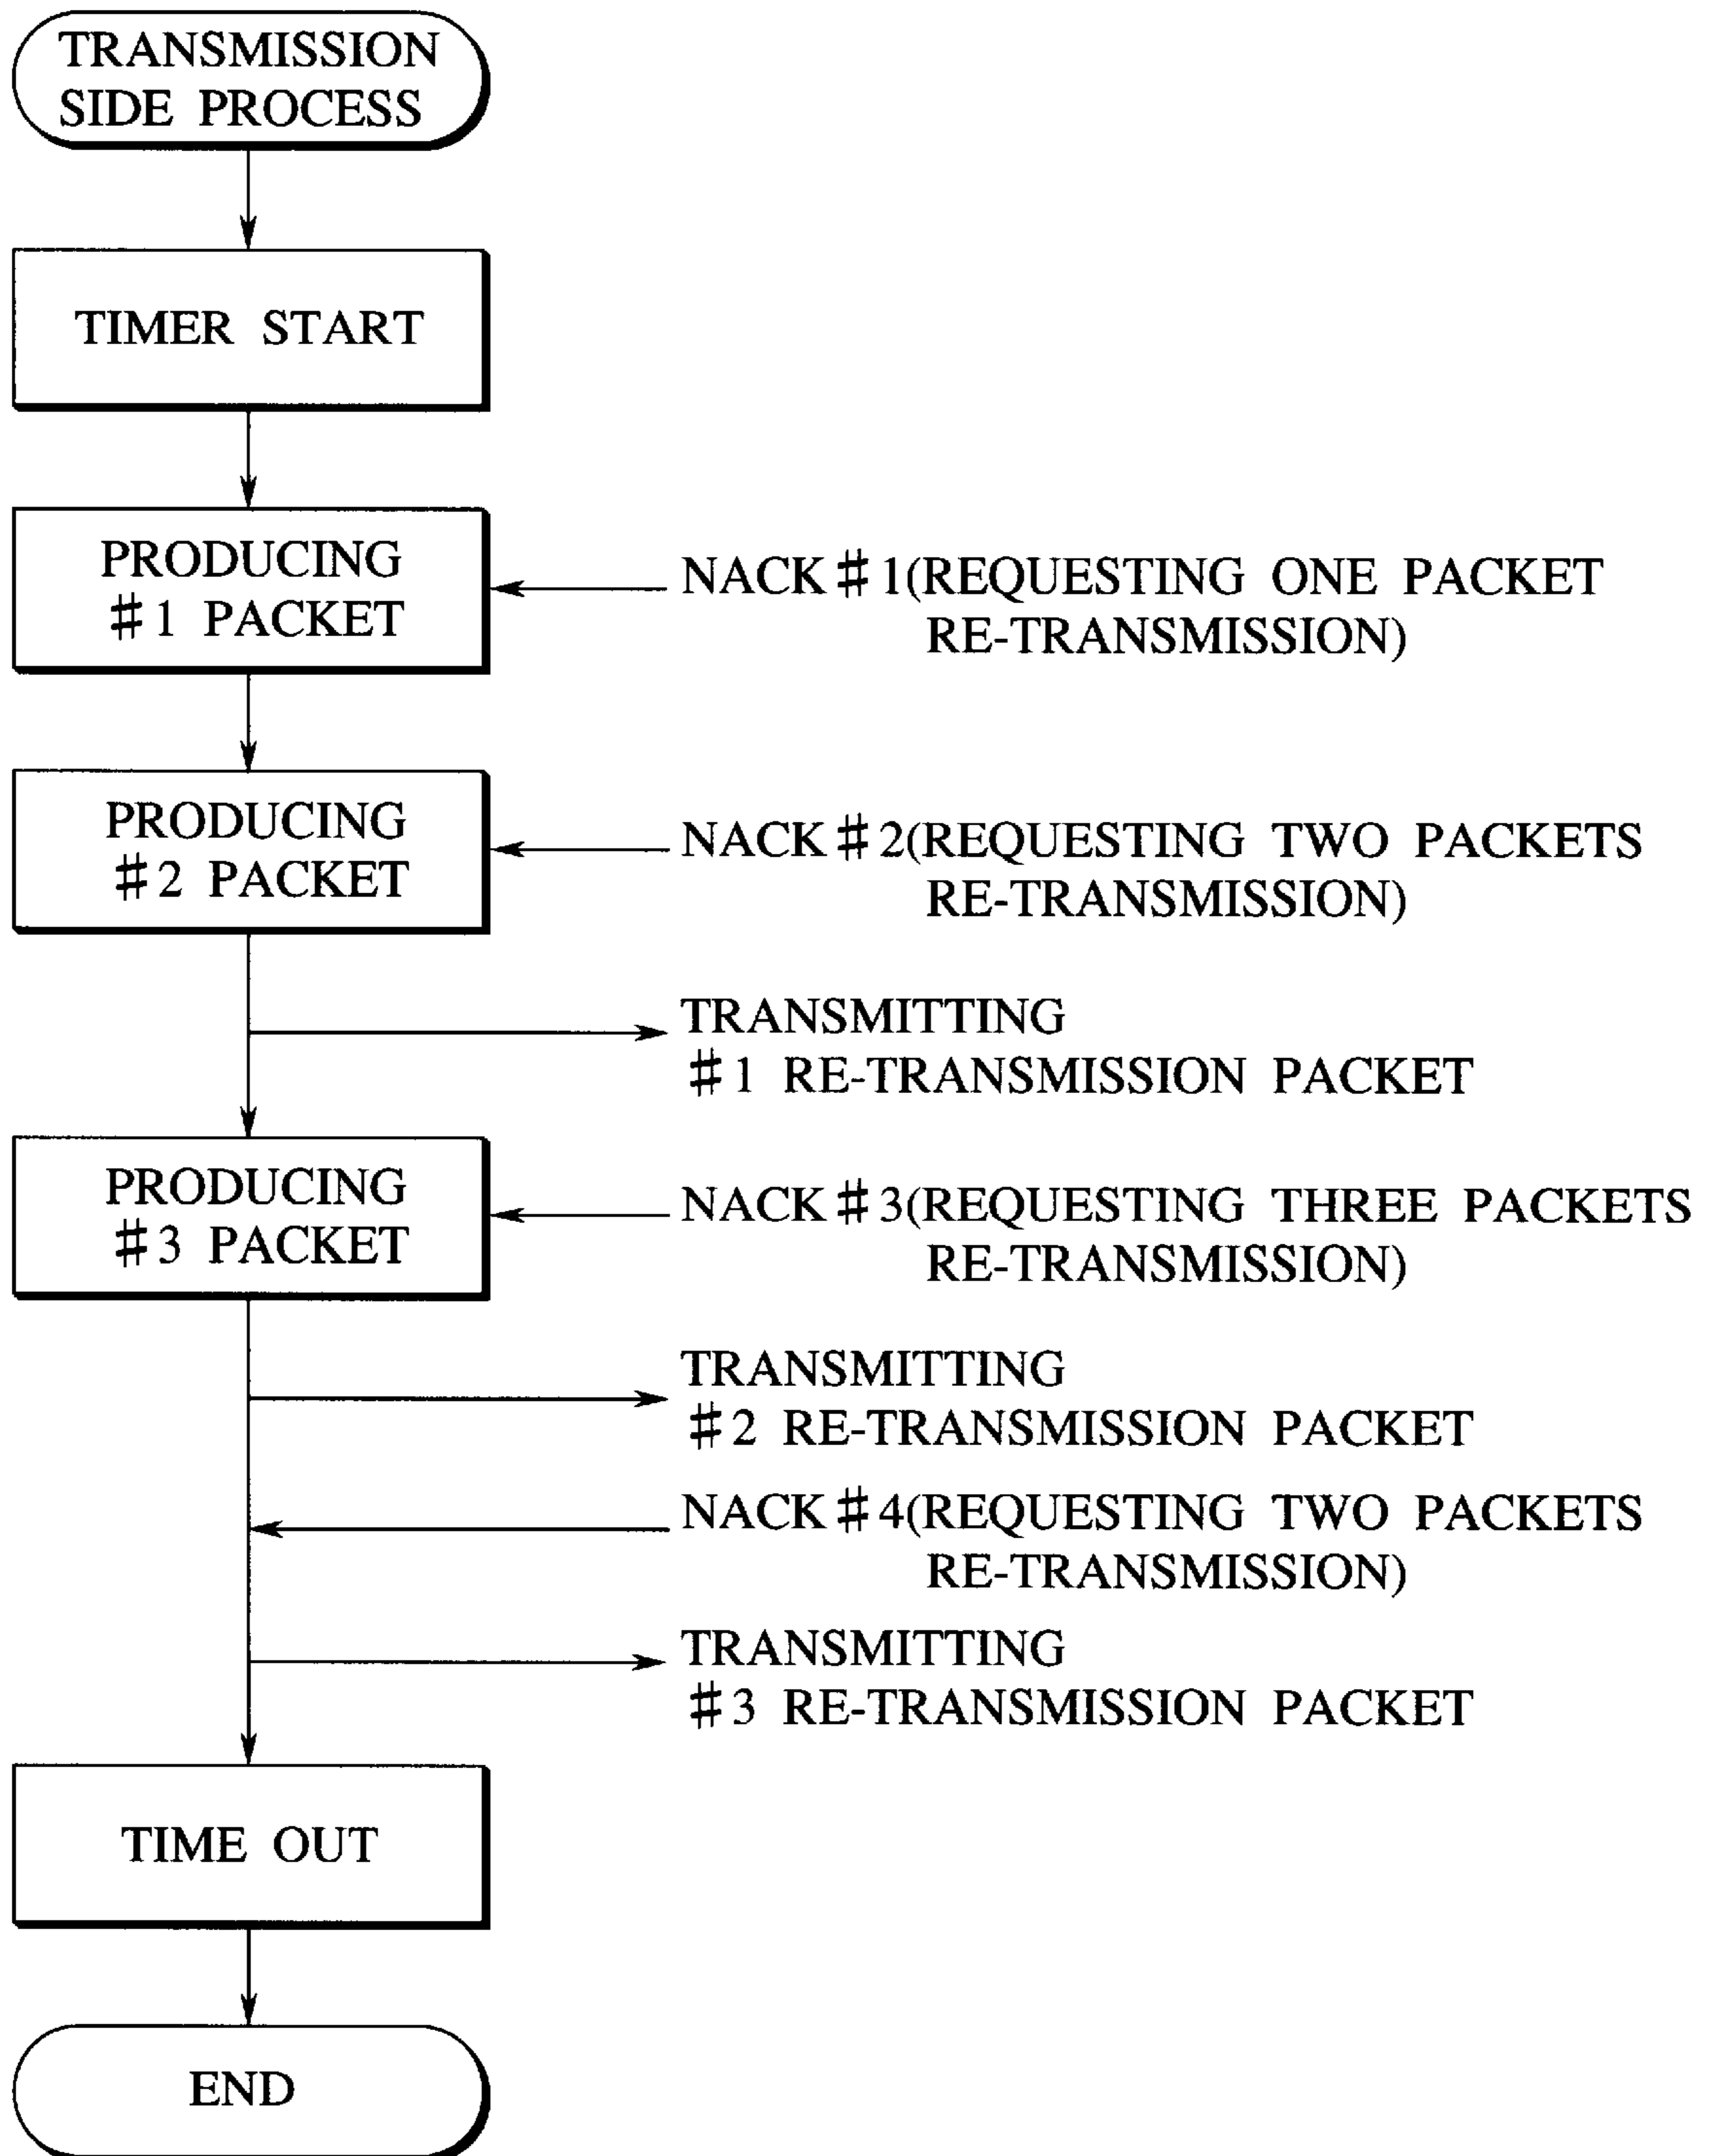 TRANSMISSION
SIDE PROCESS
TIMER START
PRODUCING
#1 PACKET
NACK #1(REQUESTING ONE PACKET
RE-TRANSMISSION)
PRODUCING
#2 PACKET
NACK #2(REQUESTING TWO PACKETS
RE-TRANSMISSION)
TRANSMITTING
#1 RE-TRANSMISSION PACKET
PRODUCING
#3 PACKET
NACK #3(REQUESTING THREE PACKETS
RE-TRANSMISSION)
TRANSMITTING
#2 RE-TRANSMISSION PACKET
NACK #4(REQUESTING TWO PACKETS
RE-TRANSMISSION)
TRANSMITTING
#3 RE-TRANSMISSION PACKET
TIME OUT
END